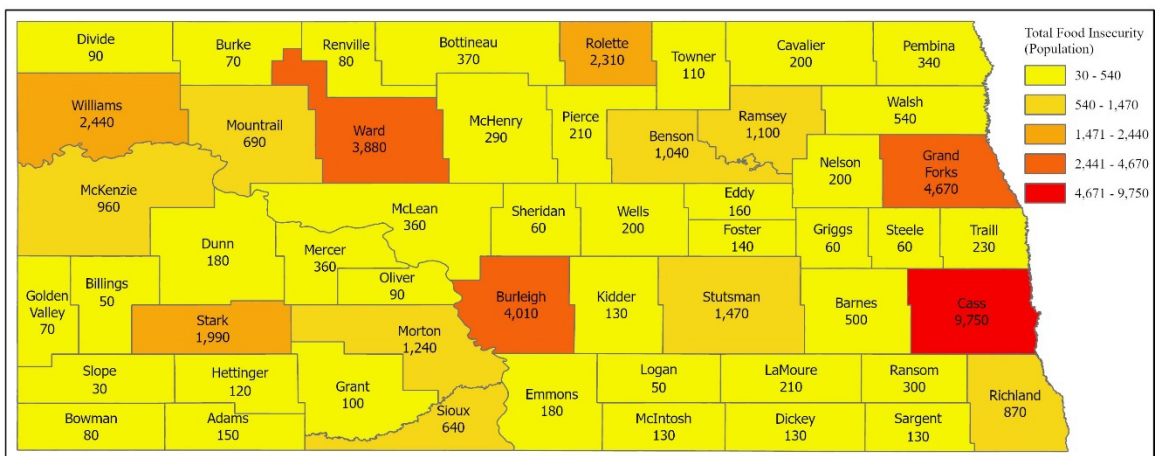 Divide
90
Burke
70
Renville
80
Bottineau
370
Rolette
2,310
Towner
110
Cavalier
200
Pembina
340
Total Food Insecurity
(Population)
30 - 540
540 - 1,470
1,471 - 2,440
2,441 - 4,670
4,671 - 9,750
Williams
2,440
Mountrail
690
Ward
3,880
McHenry
290
Pierce
210
Benson
1,040
Ramsey
1,100
Walsh
540
Nelson
200
Grand
Forks
4,670
McKenzie
960
Dunn
180
Mercer
360
McLean
360
Sheridan
60
Wells
200
Eddy
160
Foster
140
Griggs
60
Steele
60
Traill
230
Golden
Valley
70
Billings
50
Oliver
90
Burleigh
4,010
Kidder
130
Stutsman
1,470
Barnes
500
Cass
9,750
Stark
1,990
Morton
1,240
Slope
30
Hettinger
120
Grant
100
Emmons
180
Logan
50
LaMoure
210
Ransom
300
Richland
870
Bowman
80
Adams
150
Sioux
640
McIntosh
130
Dickey
130
Sargent
130